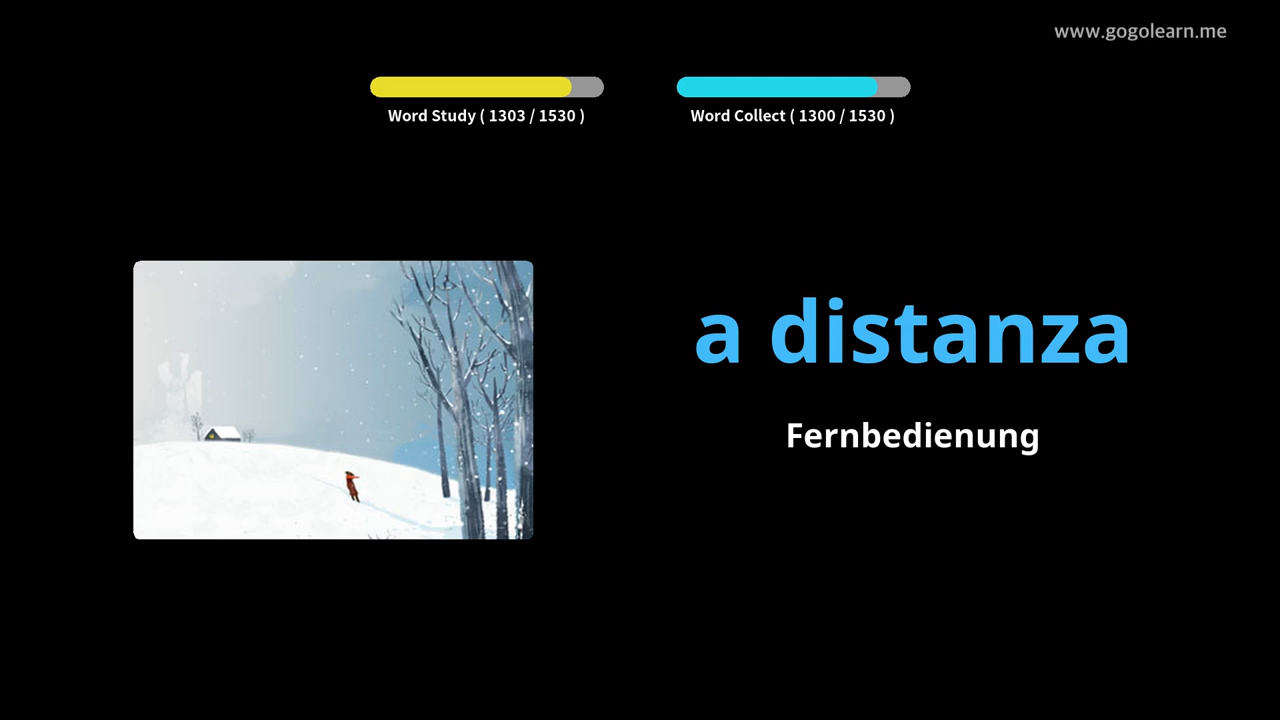 www.gogolearn.me
Word Study ( 1303 / 1530 )
Word Collect ( 1300 / 1530 )
a distanza
Fernbedienung